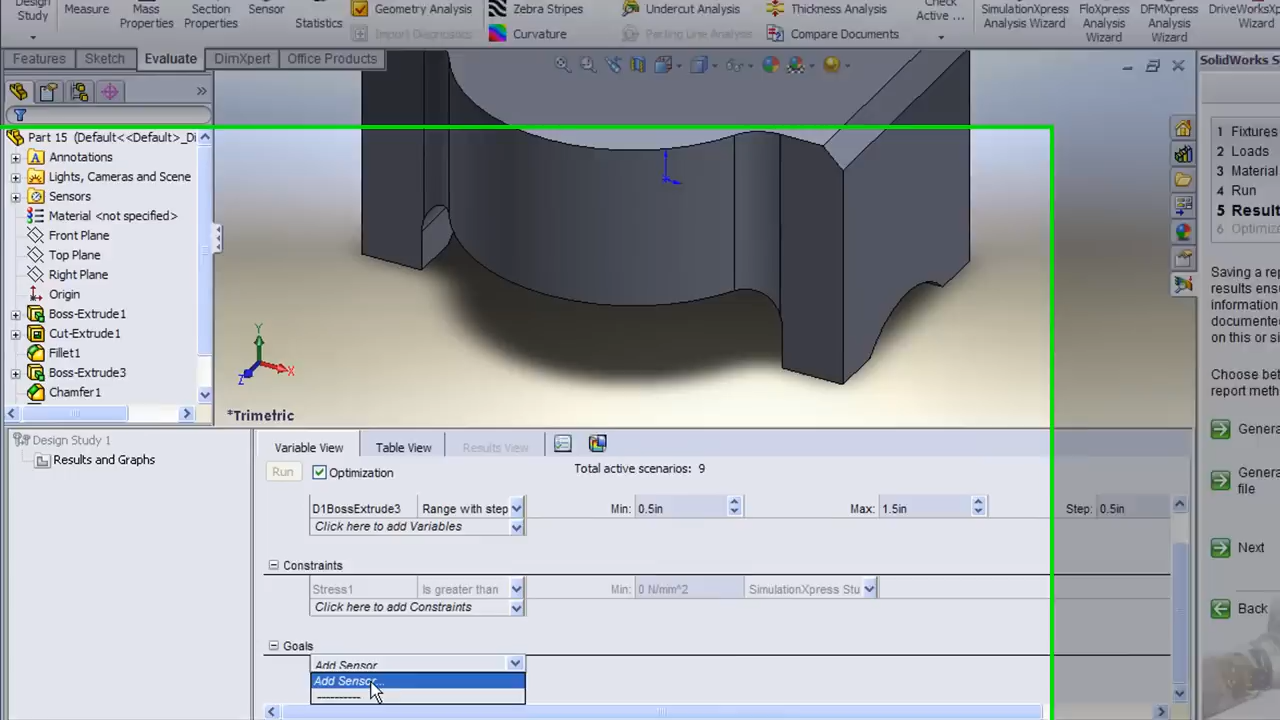 Design Study
Measure
Mass Properties
Section Properties
Sensor
Statistics
Geometry Analysis
Import Diagnostics
Zebra Stripes
Curvature
Undercut Analysis
Parting Line Analysis
Thickness Analysis
Compare Documents
Check
Active ...
SimulationXpress Analysis Wizard
FloXpress Analysis Wizard
DFMXpress Analysis Wizard
DriveWorksXp
Wizard
Features
Sketch
Evaluate
DimXpert
Office Products
SolidWorks S
Part 15 (Default<<Default>_Di
Annotations
Lights, Cameras and Scene
Sensors
Material <not specified>
Front Plane
Top Plane
Right Plane
Origin
Boss-Extrude1
Cut-Extrude1
Fillet1
Boss-Extrude3
Chamfer1
Y
X
Z
*Trimetric
1 Fixtures
2 Loads
3 Material
4 Run
5 Result
6 Optimiz
Saving a rep
results ensu
information
documented
on this or si
Choose bet
report meth
Genera
Genera
file
Next
Back
Design Study 1
Results and Graphs
Variable View
Table View
Results View
Run
Optimization
Total active scenarios: 9
D1BossExtrude3
Range with step
Min: 0.5in
Max: 1.5in
Step: 0.5in
Click here to add Variables
Constraints
Stress1
Is greater than
Min: 0 N/mm^2
SimulationXpress Stu
Click here to add Constraints
Goals
Add Sensor
Add Sensor...
----------